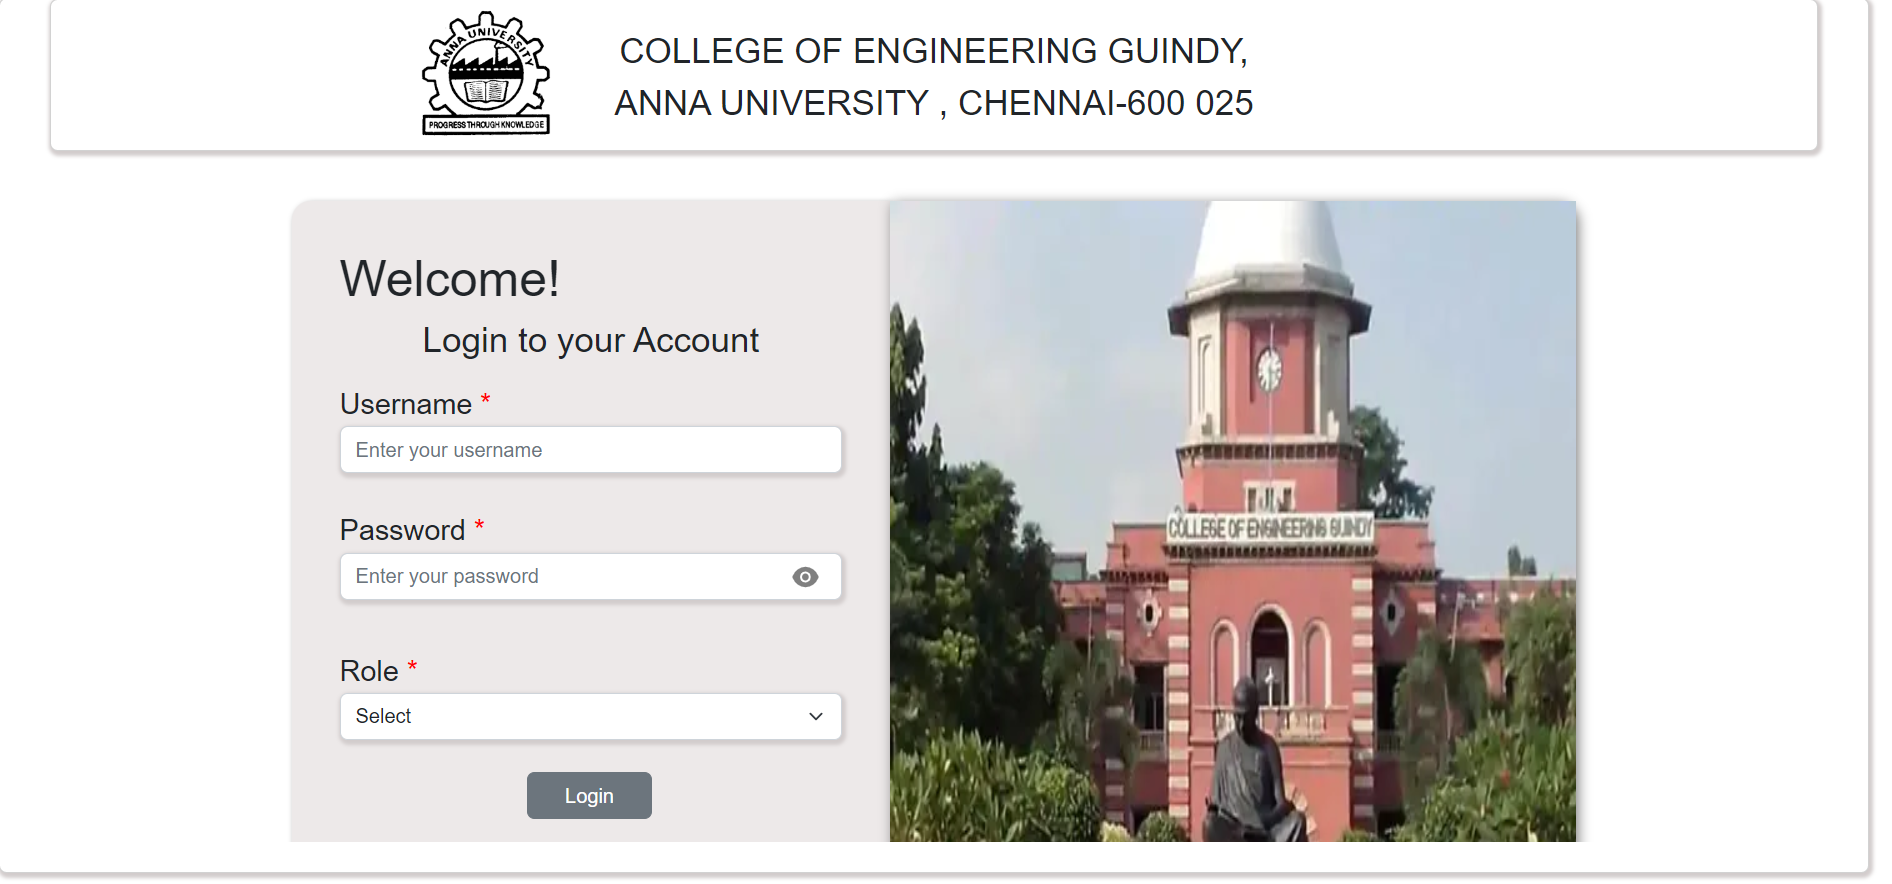 ANNA UNIVERSITY
PROGRESS THROUGH KNOWLEDGE
COLLEGE OF ENGINEERING GUINDY,
ANNA UNIVERSITY , CHENNAI-600 025
Welcome!
Login to your Account
Username *
Enter your username
Password *
Enter your password
Role *
Select
Login
COLLEGE OF ENGINEERING GUINDY